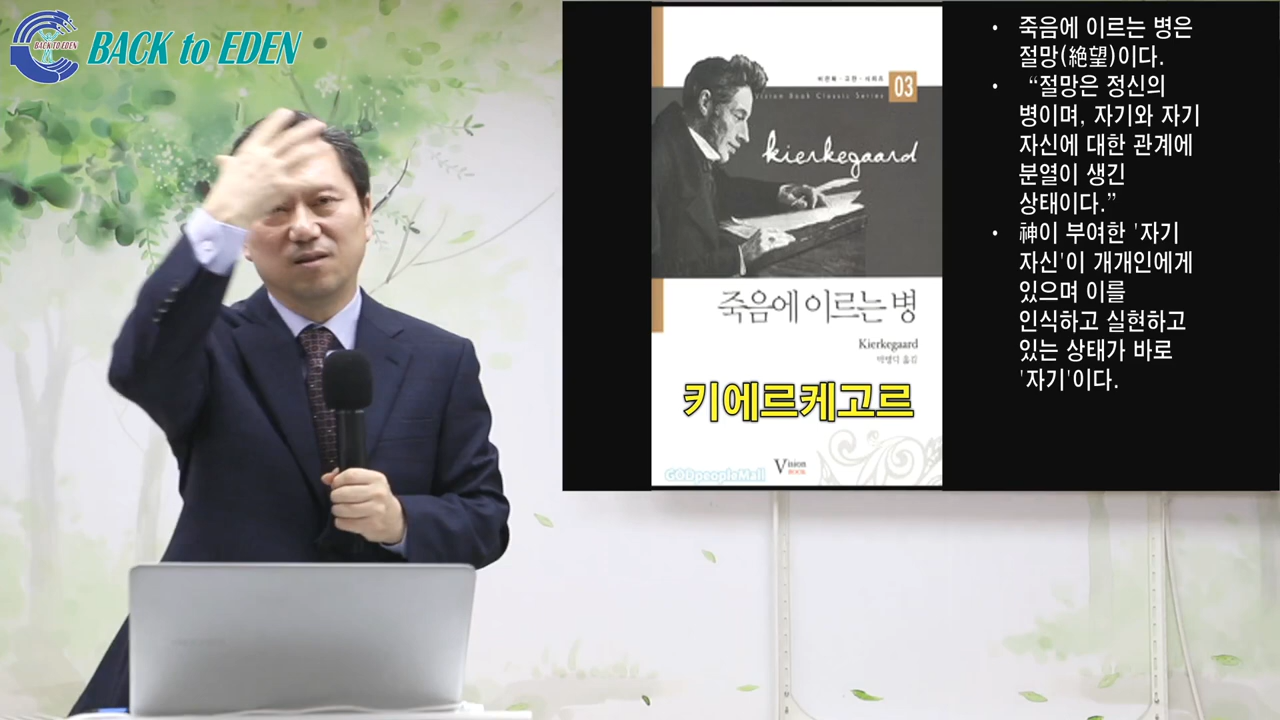 BACK TO EDEN
BACK to EDEN
비전북·고전·시리즈
Vision Book Classic Series
03
kierkegaard
죽음에 이르는 병
Kierkegaard
옮김
키에르케고르
GODpeopleMall
Vision
BOOK
• 죽음에 이르는 병은
절망(絶望)이다.
• “절망은 정신의
병이며, 자기와 자기
자신에 대한 관계에
분열이 생긴
상태이다.”
• 神이 부여한 '자기
자신'이 개개인에게
있으며 이를
인식하고 실현하고
있는 상태가 바로
'자기'이다.